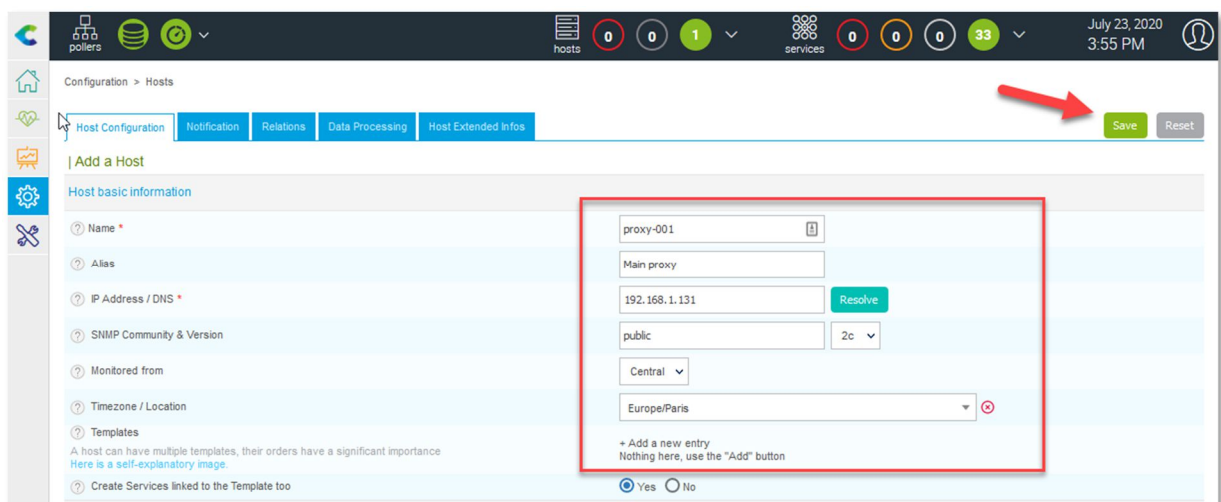 pollers
hosts
0
0
1
services
0
0
0
33
July 23, 2020
3:55 PM
Configuration > Hosts
Host Configuration
Notification
Relations
Data Processing
Host Extended Infos
Save
Reset
| Add a Host
Host basic information
? Name *
proxy-001
? Alias
Main proxy
? IP Address / DNS *
192.168.1.131
Resolve
? SNMP Community & Version
public
2c
? Monitored from
Central
? Timezone / Location
Europe/Paris
? Templates
A host can have multiple templates, their orders have a significant importance
Here is a self-explanatory image.
+ Add a new entry
Nothing here, use the "Add" button
? Create Services linked to the Template too
Yes
No